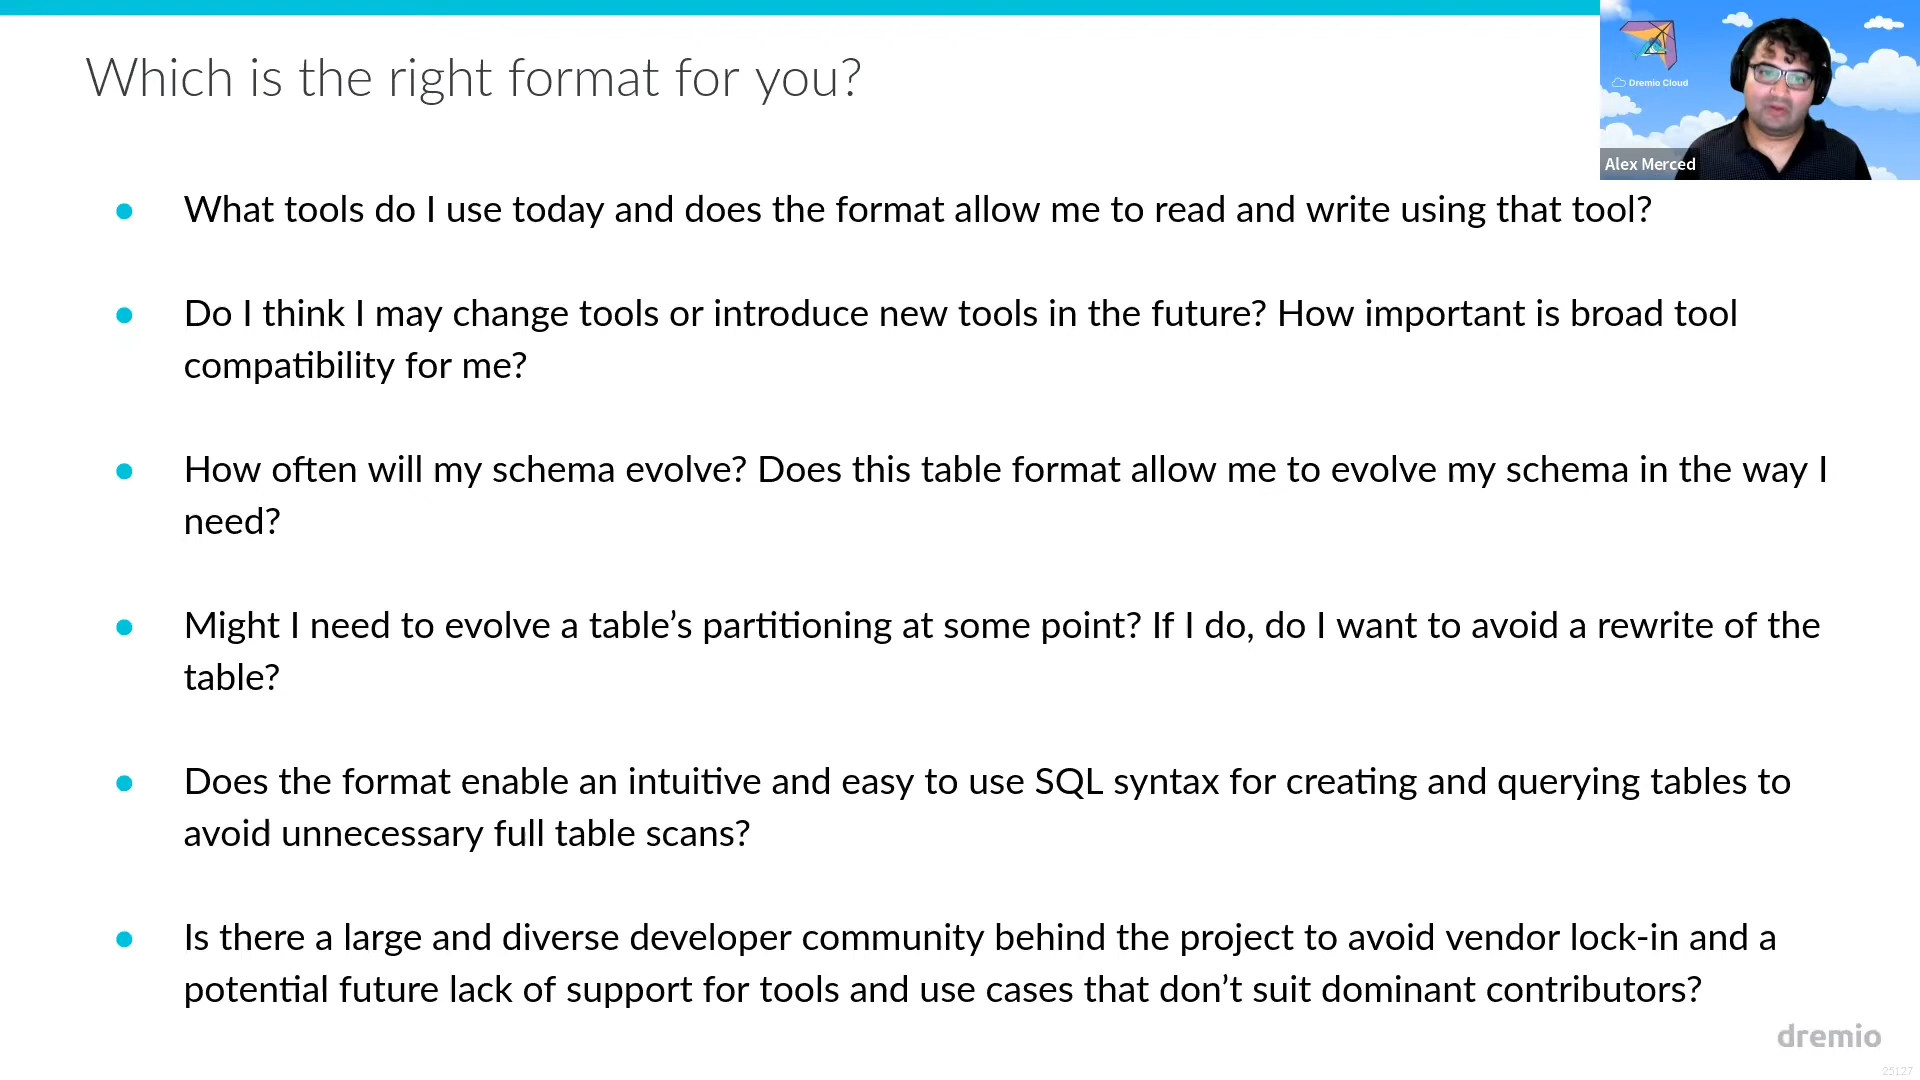 Which is the right format for you?
Dremio Cloud
Alex Merced
● What tools do I use today and does the format allow me to read and write using that tool?
● Do I think I may change tools or introduce new tools in the future? How important is broad tool
compatibility for me?
● How often will my schema evolve? Does this table format allow me to evolve my schema in the way I
need?
● Might I need to evolve a table’s partitioning at some point? If I do, do I want to avoid a rewrite of the
table?
● Does the format enable an intuitive and easy to use SQL syntax for creating and querying tables to
avoid unnecessary full table scans?
● Is there a large and diverse developer community behind the project to avoid vendor lock-in and a
potential future lack of support for tools and use cases that don’t suit dominant contributors?
dremio
25127